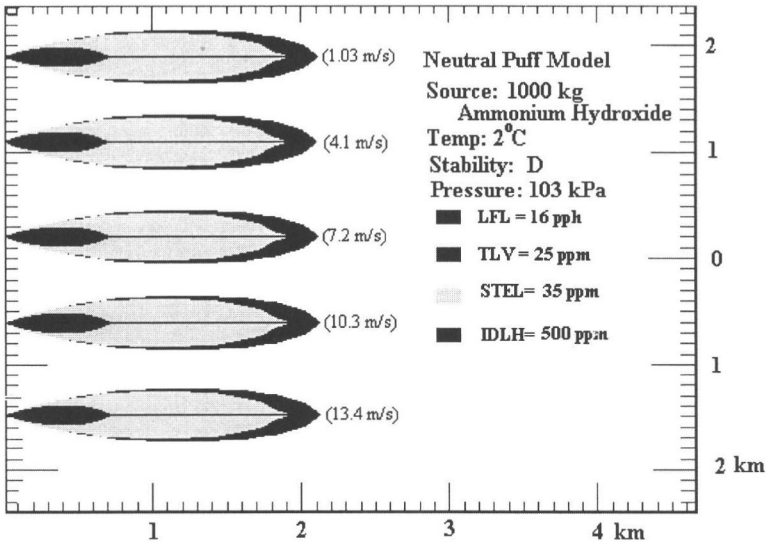 (1.03 m/s)
(4.1 m/s)
(7.2 m/s)
(10.3 m/s)
(13.4 m/s)
Neutral Puff Model
Source: 1000 kg
Ammonium Hydroxide
Temp: 2°C
Stability: D
Pressure: 103 kPa
LFL = 16 pph
TLV = 25 ppm
STEL= 35 ppm
IDLH= 500 ppm
2
1
0
1
2 km
1 2 3 4 km